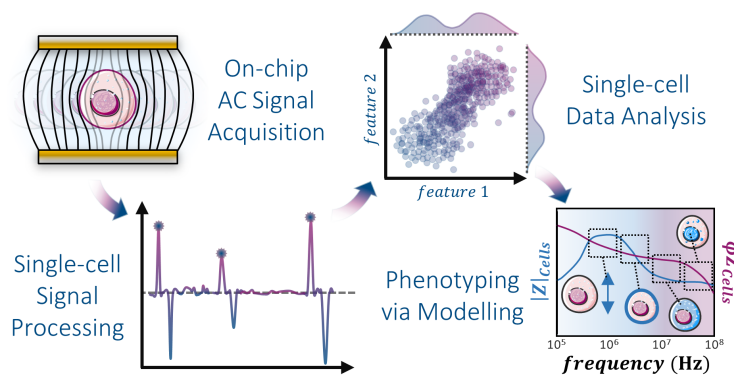 On-chip
AC Signal
Acquisition
feature 2
feature 1
Single-cell
Data Analysis
Single-cell
Signal
Processing
Phenotyping
via Modelling
|Z|Cells
φZCells
10⁵
10⁶
10⁷
10⁸
frequency (Hz)